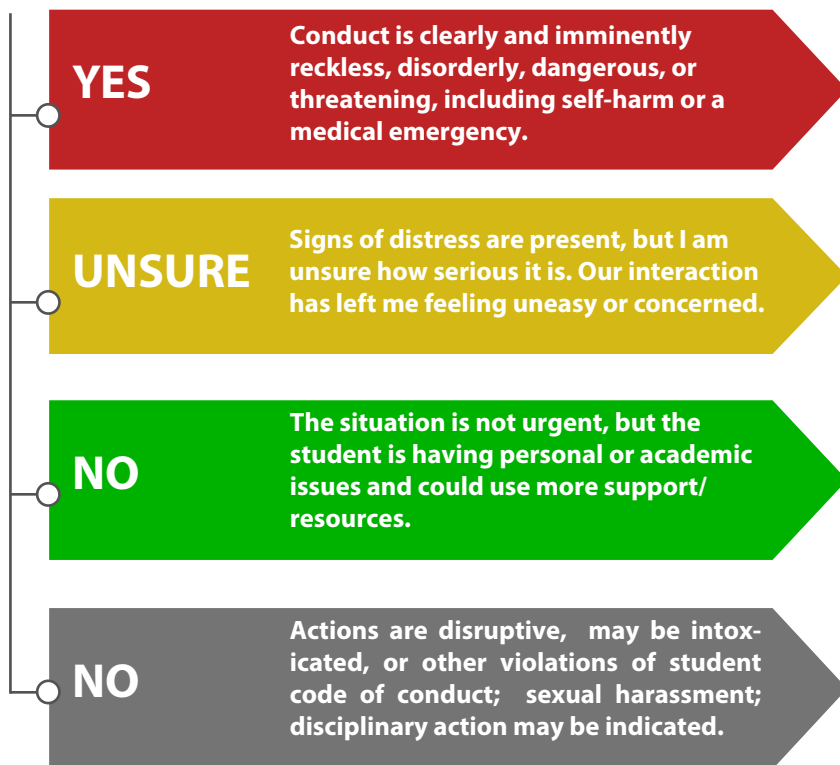 YES
Conduct is clearly and imminently
reckless, disorderly, dangerous, or
threatening, including self-harm or a
medical emergency.
UNSURE
Signs of distress are present, but I am
unsure how serious it is. Our interaction
has left me feeling uneasy or concerned.
NO
The situation is not urgent, but the
student is having personal or academic
issues and could use more support/
resources.
NO
Actions are disruptive, may be intox-
icated, or other violations of student
code of conduct; sexual harassment;
disciplinary action may be indicated.